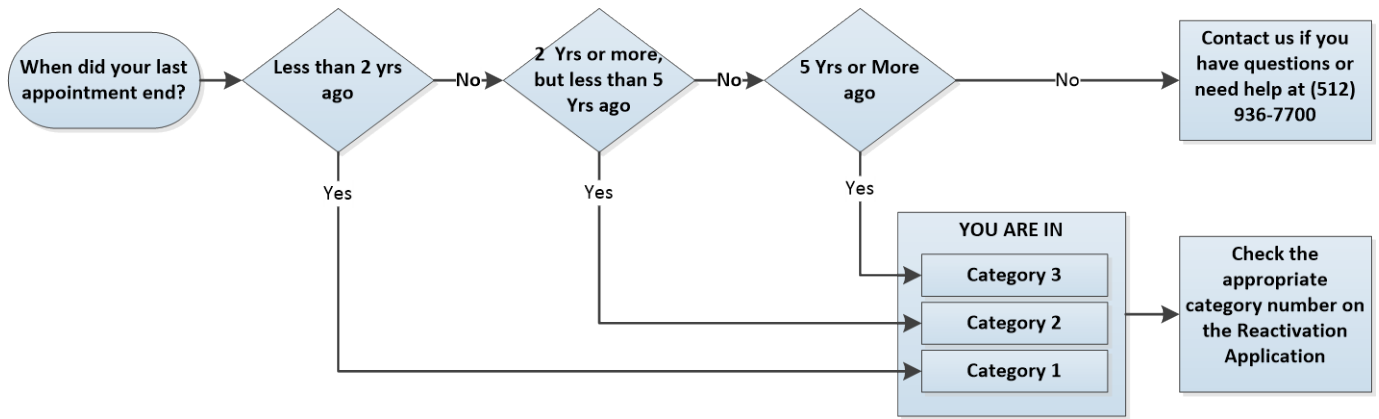 When did your last
appointment end?
Less than 2 yrs
ago
No
2 Yrs or more,
but less than 5
Yrs ago
No
5 Yrs or More
ago
No
Contact us if you
have questions or
need help at (512)
936-7700
Yes
Yes
Yes
YOU ARE IN
Category 3
Category 2
Category 1
Check the
appropriate
category number on
the Reactivation
Application